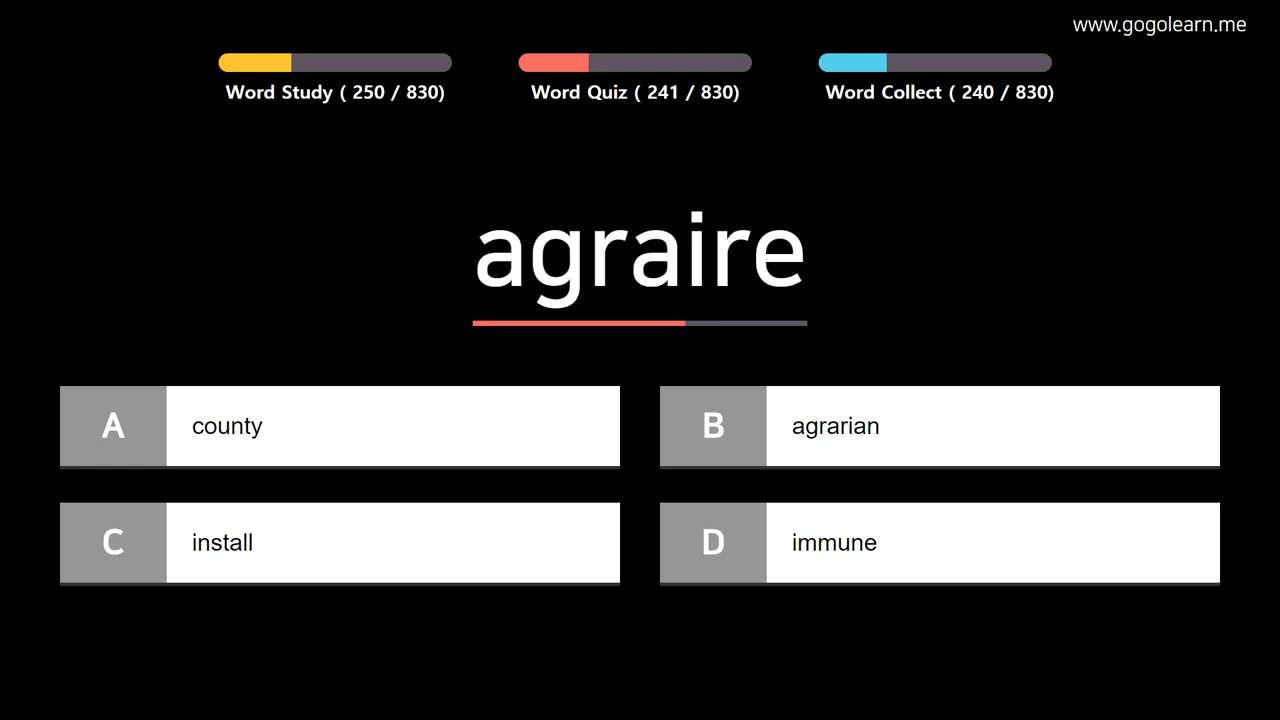 www.gogolearn.me
Word Study ( 250 / 830)
Word Quiz ( 241 / 830)
Word Collect ( 240 / 830)
agraire
A county
B agrarian
C install
D immune